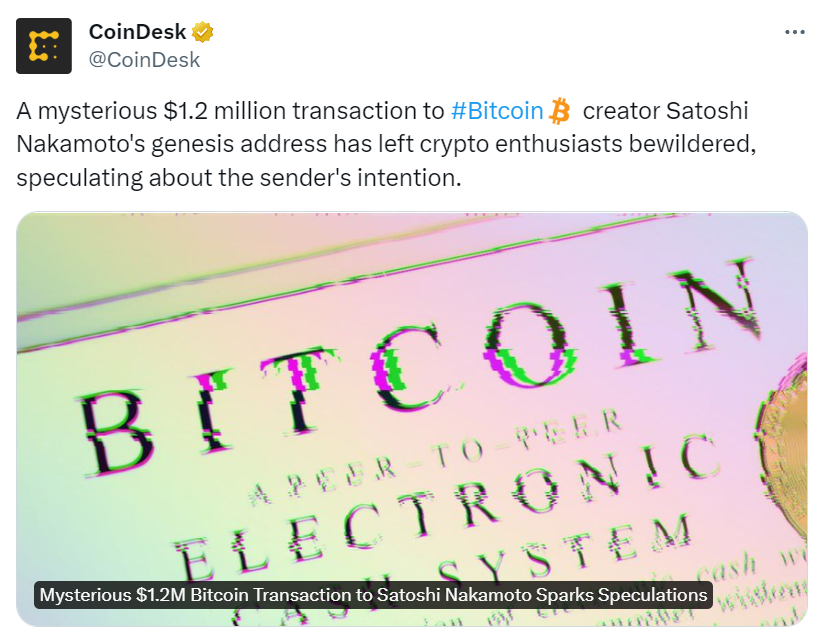 CoinDesk
@CoinDesk
A mysterious $1.2 million transaction to #Bitcoin creator Satoshi
Nakamoto's genesis address has left crypto enthusiasts bewildered,
speculating about the sender's intention.
BITCOIN
A PEER-TO-PEER
ELECTRONIC
CASH SYSTEM
Mysterious $1.2M Bitcoin Transaction to Satoshi Nakamoto Sparks Speculations